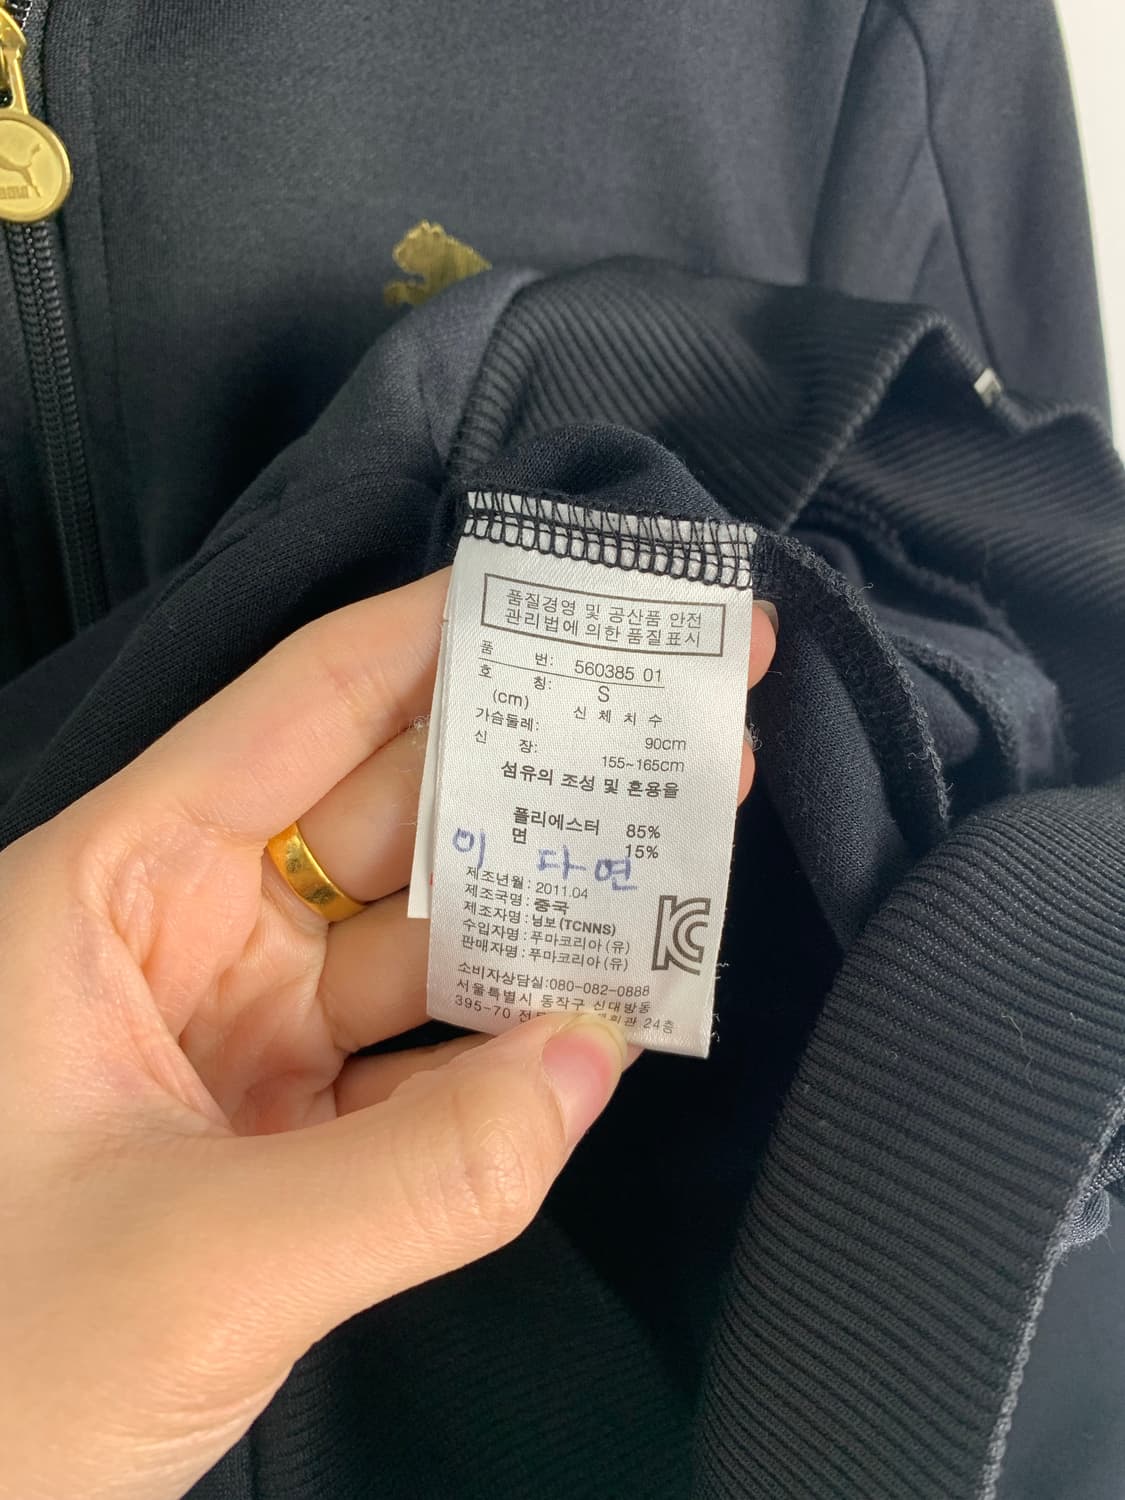 품질경영 및 공산품 안전
관리법에 의한 품질표시
품 번: 560385 01
호 칭: S
(cm) 신 체 치 수
가슴둘레: 90cm
신 장: 155~165cm
섬유의 조성 및 혼용율
폴리에스터 85%
면 15%
이 다연
제조년월 : 2011.04
제조국명 : 중국
제조자명 : 닝보(TCNNS)
수입자명 : 푸마코리아(유)
판매자명 : 푸마코리아(유)
소비자상담실:080-082-0888
서울특별시 동작구 신대방동
395-70 24층